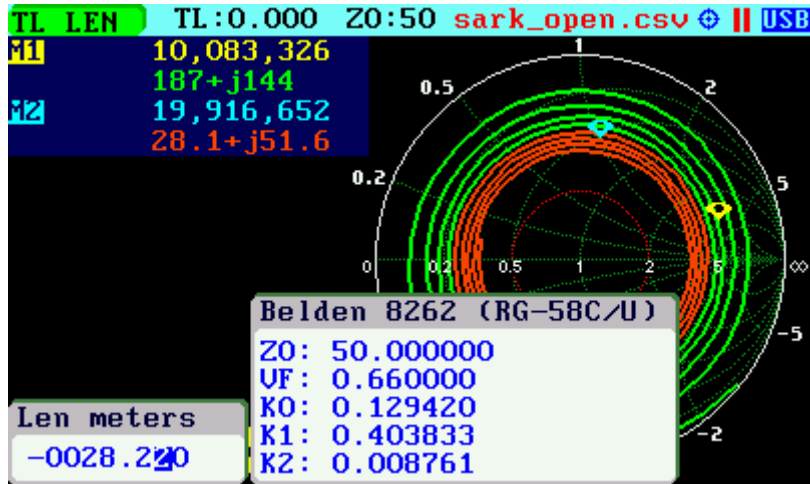 TL LEN TL:0.000 Z0:50 sark_open.csv USB
M1 10,083,326
187+j144
M2 19,916,652
28.1+j51.6
1
0.5 2
0.2 5
0 0.2 0.5 1 2 5 ∞
-5
-2
Belden 8262 (RG-58C/U)
Z0: 50.000000
VF: 0.660000
K0: 0.129420
K1: 0.403833
K2: 0.008761
Len meters
-0028.220